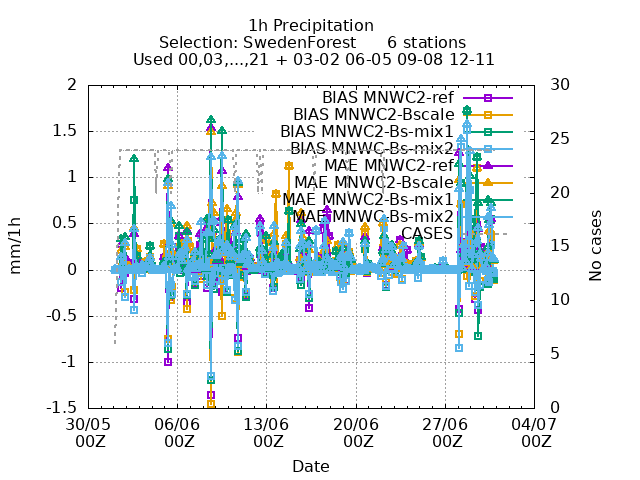 1h Precipitation
Selection: SwedenForest 6 stations
Used 00,03,...,21 + 03-02 06-05 09-08 12-11
2
1.5
1
0.5
0
-0.5
-1
-1.5
mm/1h
30
25
20
15
10
5
0
No cases
BIAS MNWC2-ref
BIAS MNWC2-Bscale
BIAS MNWC2-Bs-mix1
BIAS MNWC2-Bs-mix2
MAE MNWC2-ref
MAE MNWC2-Bscale
MAE MNWC2-Bs-mix1
MAE MNWC2-Bs-mix2
CASES
30/05 06/06 13/06 20/06 27/06 04/07
00Z 00Z 00Z 00Z 00Z 00Z
Date